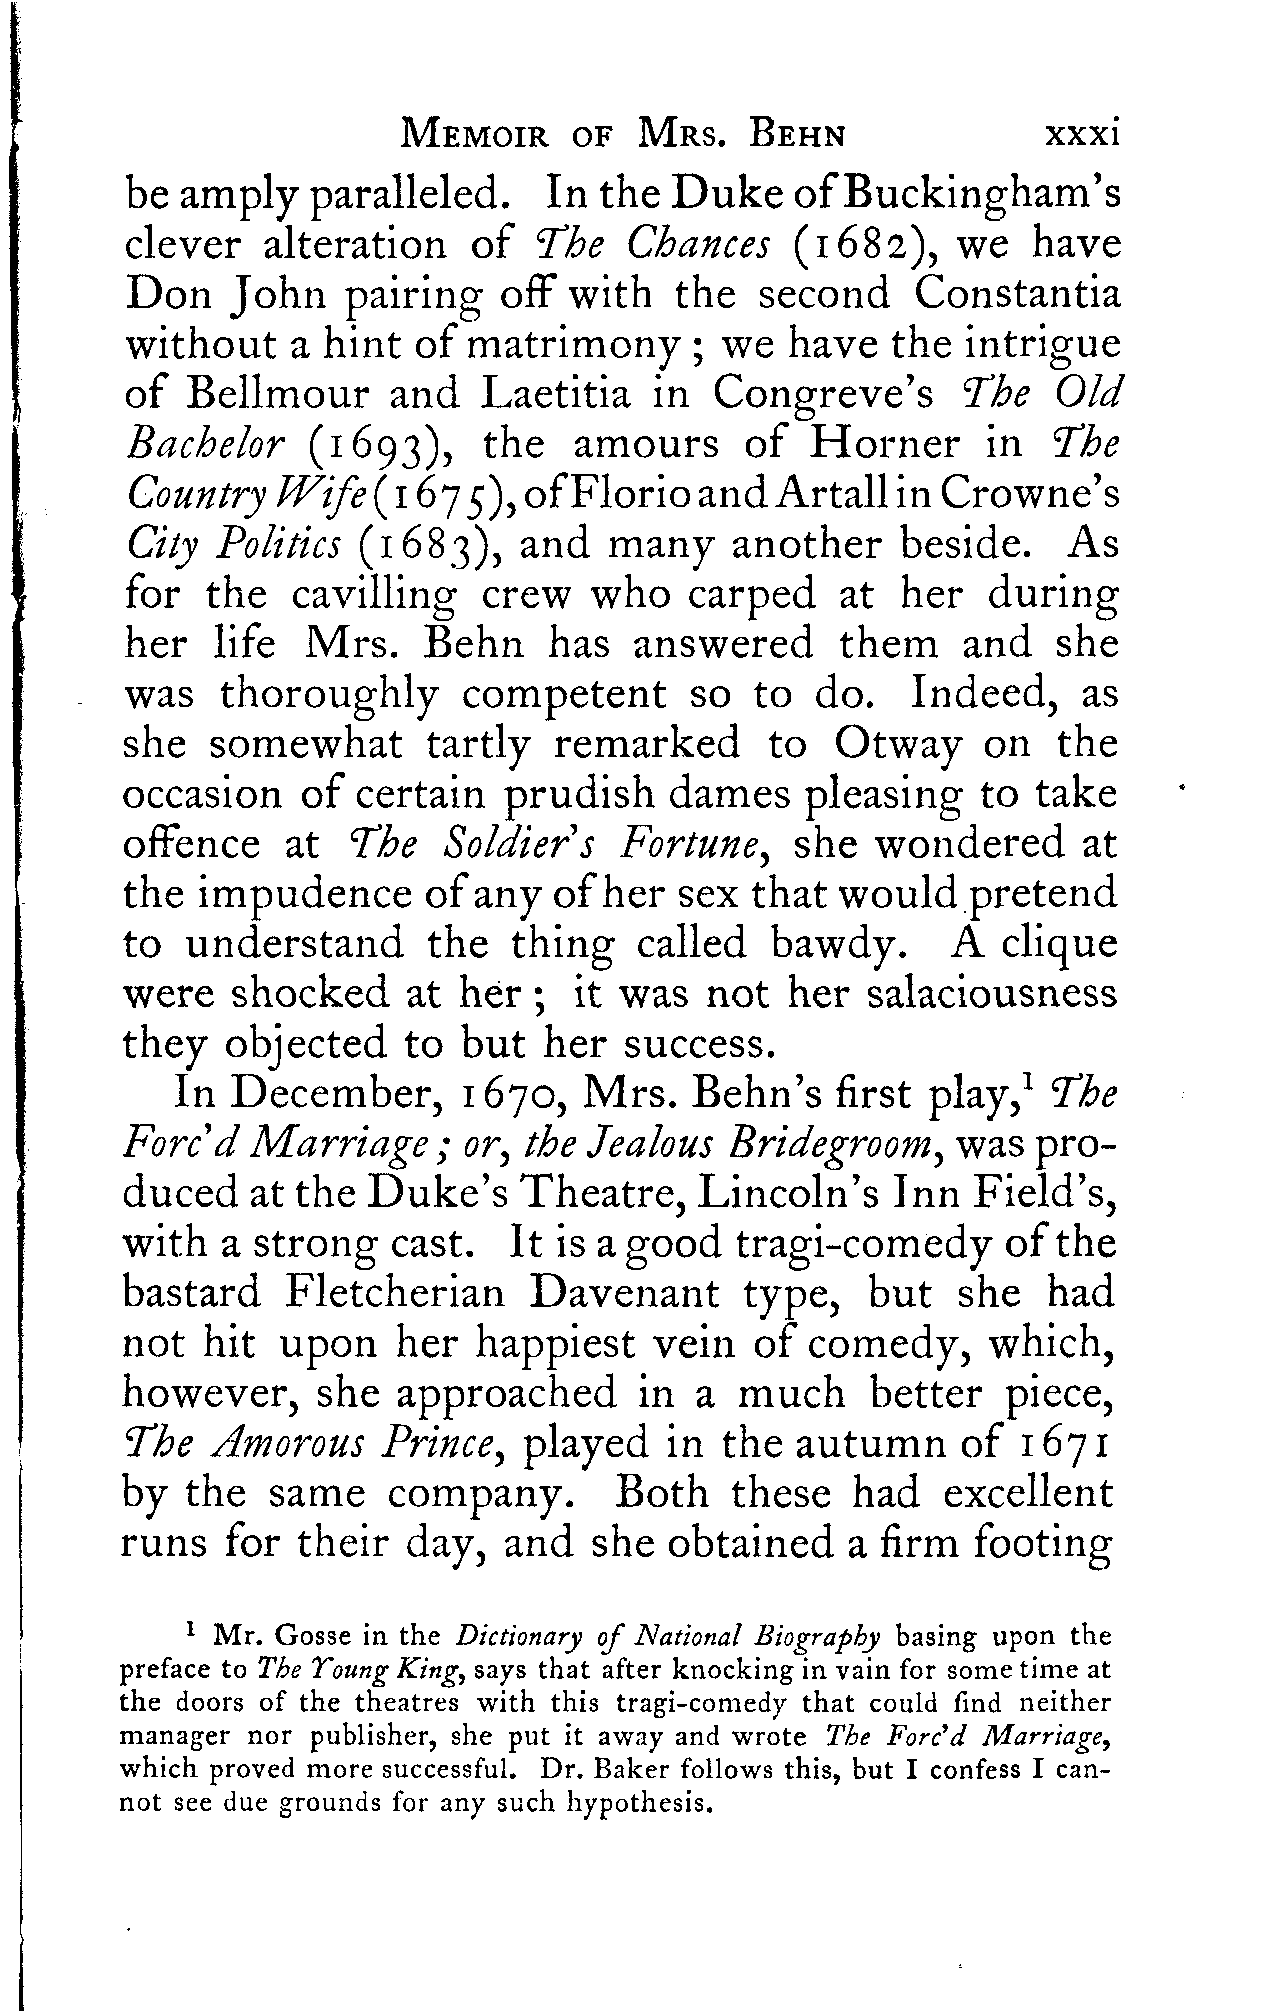 MEMOIR OF MRS. BEHN xxxi
be amply paralleled. In the Duke of Buckingham's
clever alteration of The Chances (1682), we have
Don John pairing off with the second Constantia
without a hint of matrimony ; we have the intrigue
of Bellmour and Laetitia in Congreve's The Old
Bachelor (1693), the amours of Horner in The
Country Wife (1675), of Florio and Artall in Crowne's
City Politics (1683), and many another beside. As
for the cavilling crew who carped at her during
her life Mrs. Behn has answered them and she
was thoroughly competent so to do. Indeed, as
she somewhat tartly remarked to Otway on the
occasion of certain prudish dames pleasing to take
offence at The Soldier's Fortune, she wondered at
the impudence of any of her sex that would pretend
to understand the thing called bawdy. A clique
were shocked at her ; it was not her salaciousness
they objected to but her success.
In December, 1670, Mrs. Behn's first play,¹ The
Forc'd Marriage ; or, the Jealous Bridegroom, was pro-
duced at the Duke's Theatre, Lincoln's Inn Field's,
with a strong cast. It is a good tragi-comedy of the
bastard Fletcherian Davenant type, but she had
not hit upon her happiest vein of comedy, which,
however, she approached in a much better piece,
The Amorous Prince, played in the autumn of 1671
by the same company. Both these had excellent
runs for their day, and she obtained a firm footing
¹ Mr. Gosse in the Dictionary of National Biography basing upon the
preface to The Young King, says that after knocking in vain for some time at
the doors of the theatres with this tragi-comedy that could find neither
manager nor publisher, she put it away and wrote The Forc'd Marriage,
which proved more successful. Dr. Baker follows this, but I confess I can-
not see due grounds for any such hypothesis.